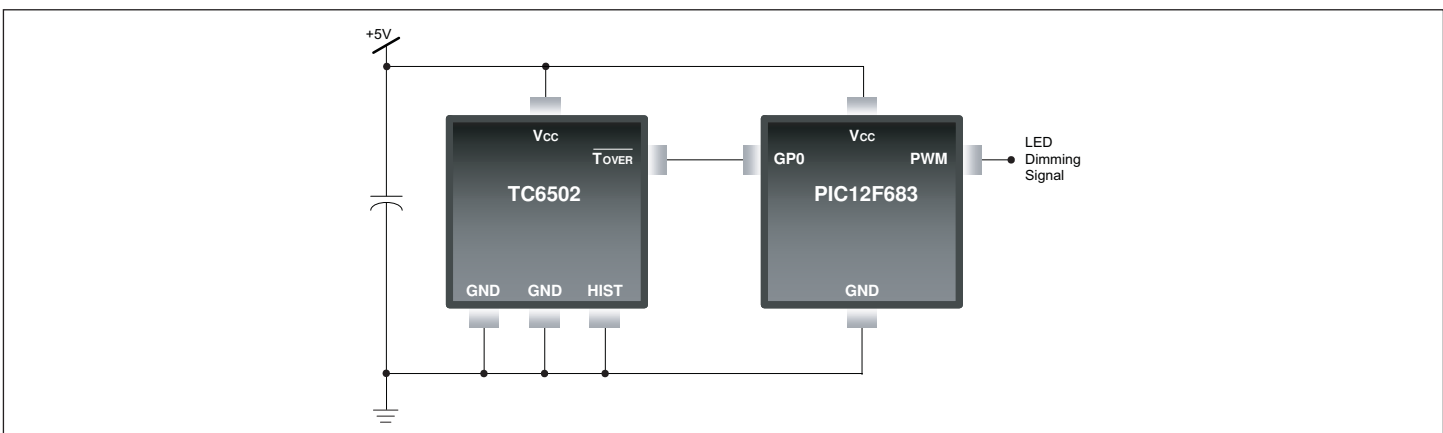 +5V
VCC
TOVER
TC6502
GND GND HIST
VCC
GP0 PWM
PIC12F683
GND
LED
Dimming
Signal